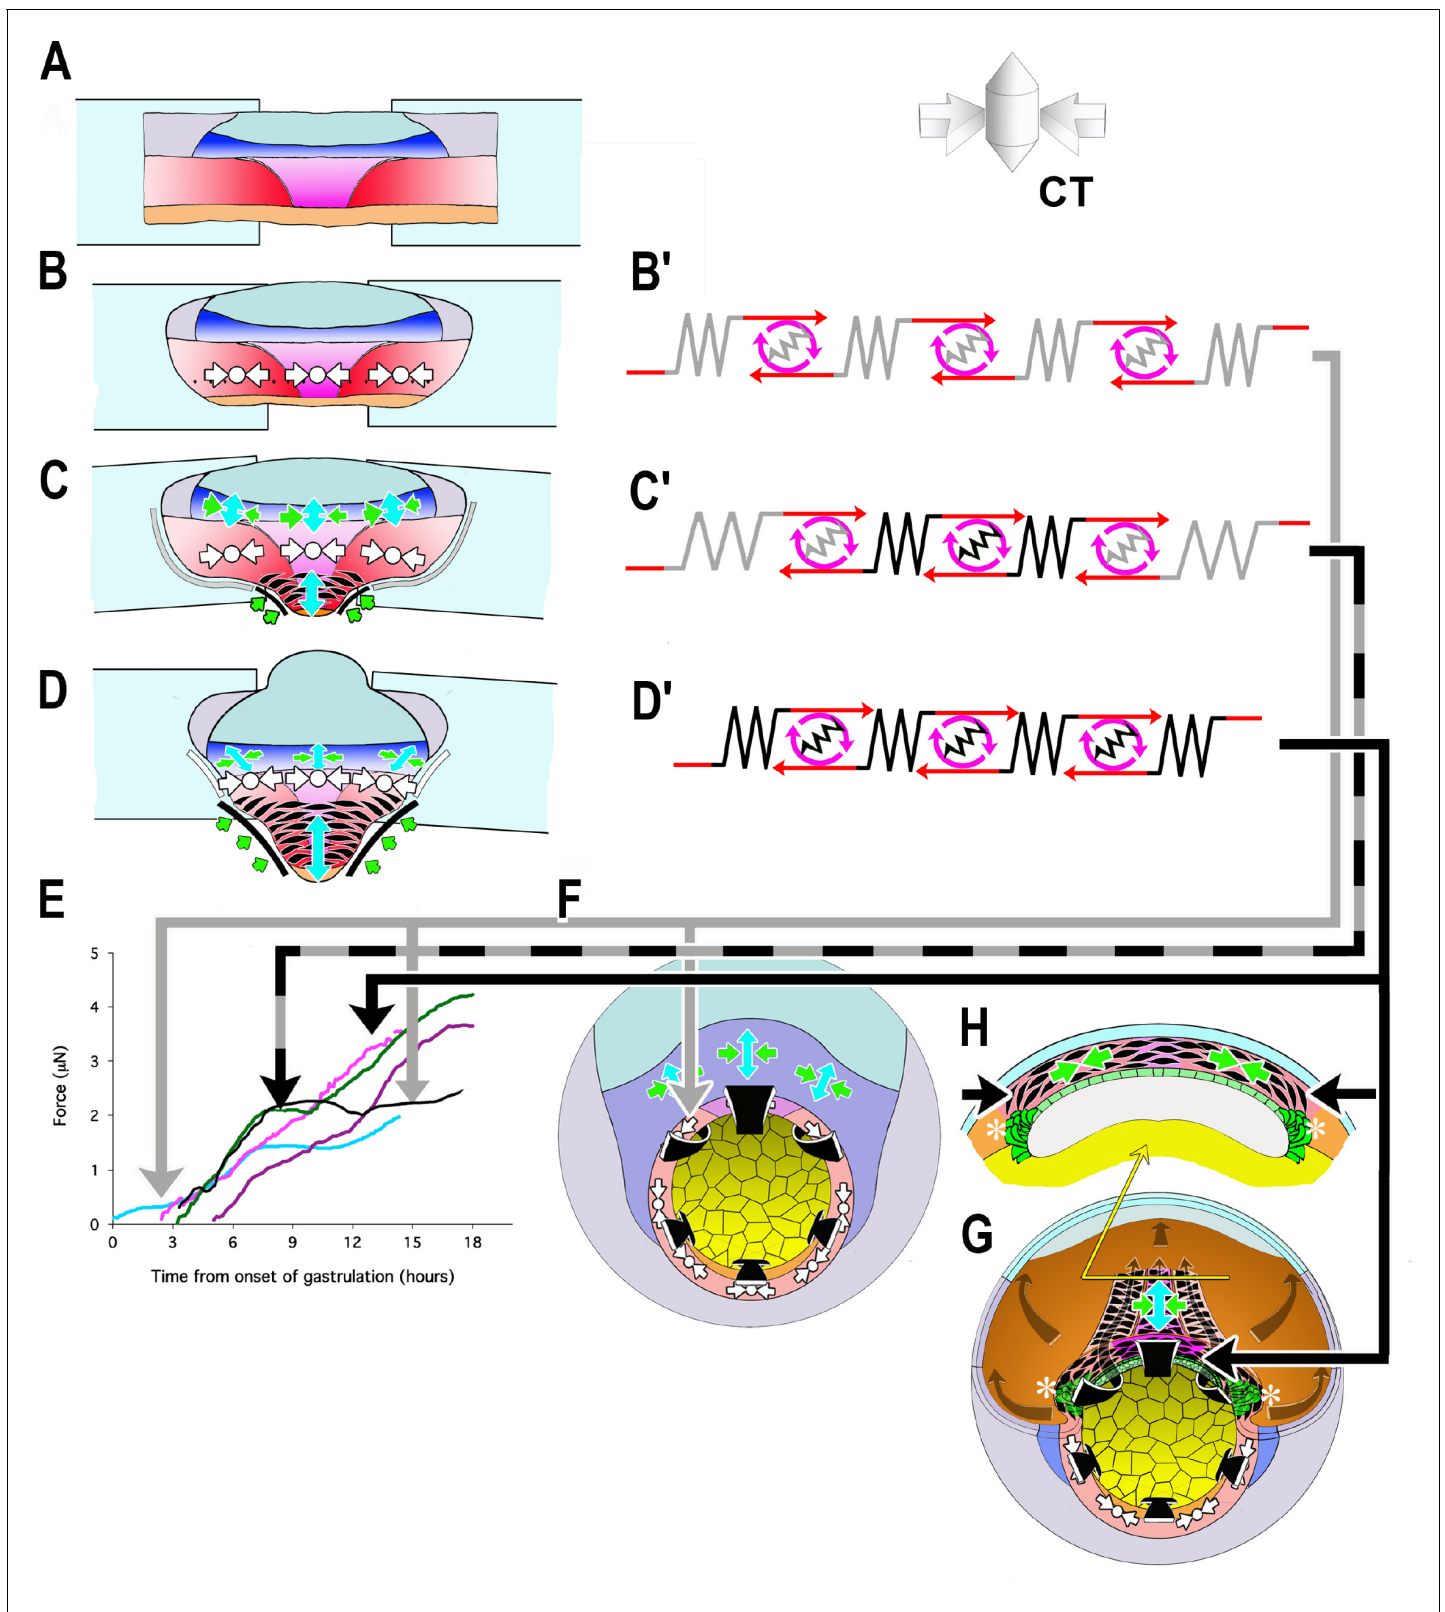 A
CT
B
B'
C
C'
D
D'
E
F
5
4
3
2
1
0
Force (µN)
0 3 6 9 12 15 18
Time from onset of gastrulation (hours)
H
* *
G
* *